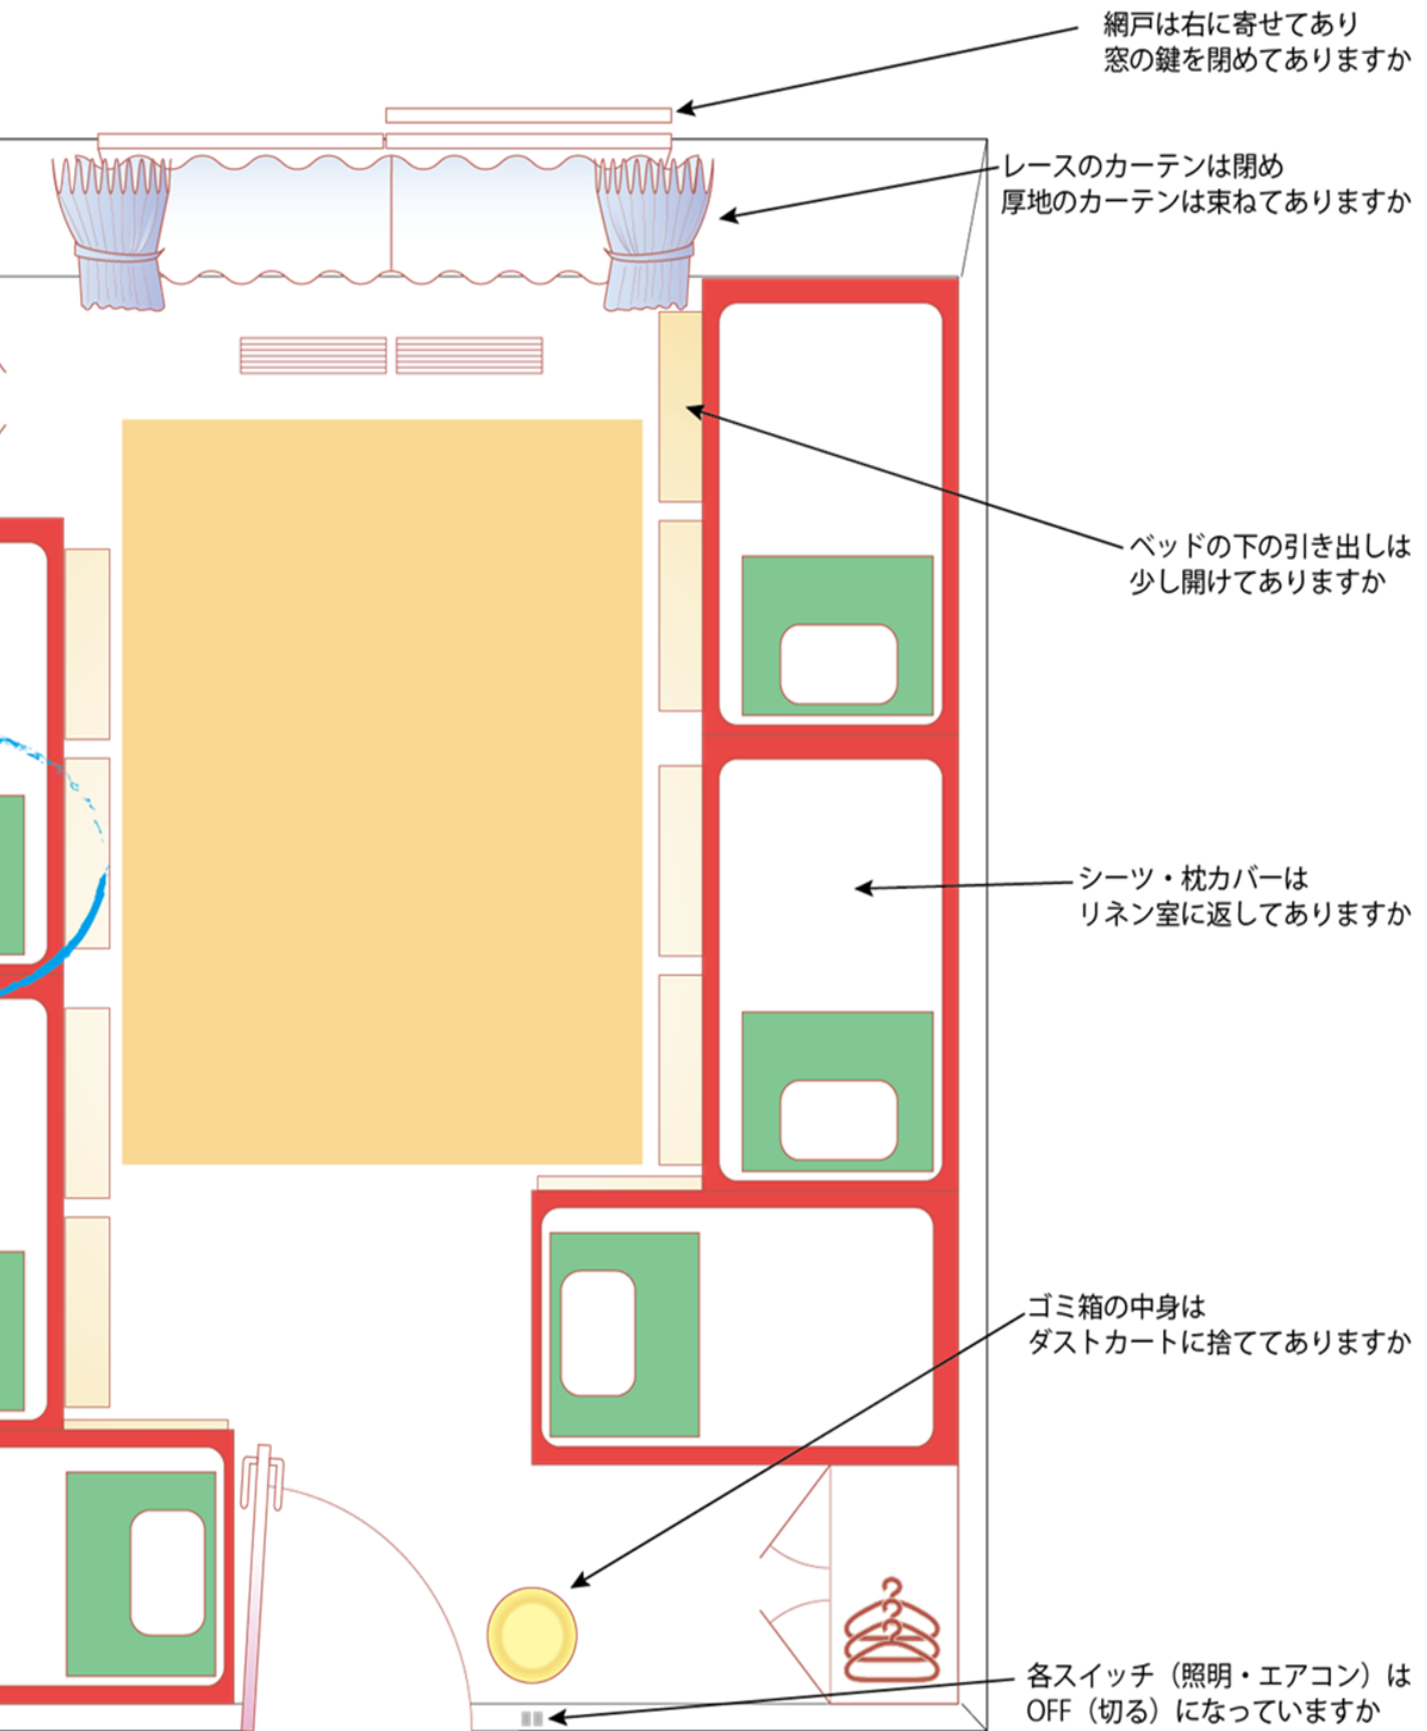 網戸は右に寄せてあり
窓の鍵を閉めてありますか
レースのカーテンは閉め
厚地のカーテンは束ねてありますか
ベッドの下の引き出しは
少し開けてありますか
シーツ・枕カバーは
リネン室に返してありますか
ゴミ箱の中身は
ダストカートに捨ててありますか
各スイッチ（照明・エアコン）は
OFF（切る）になっていますか